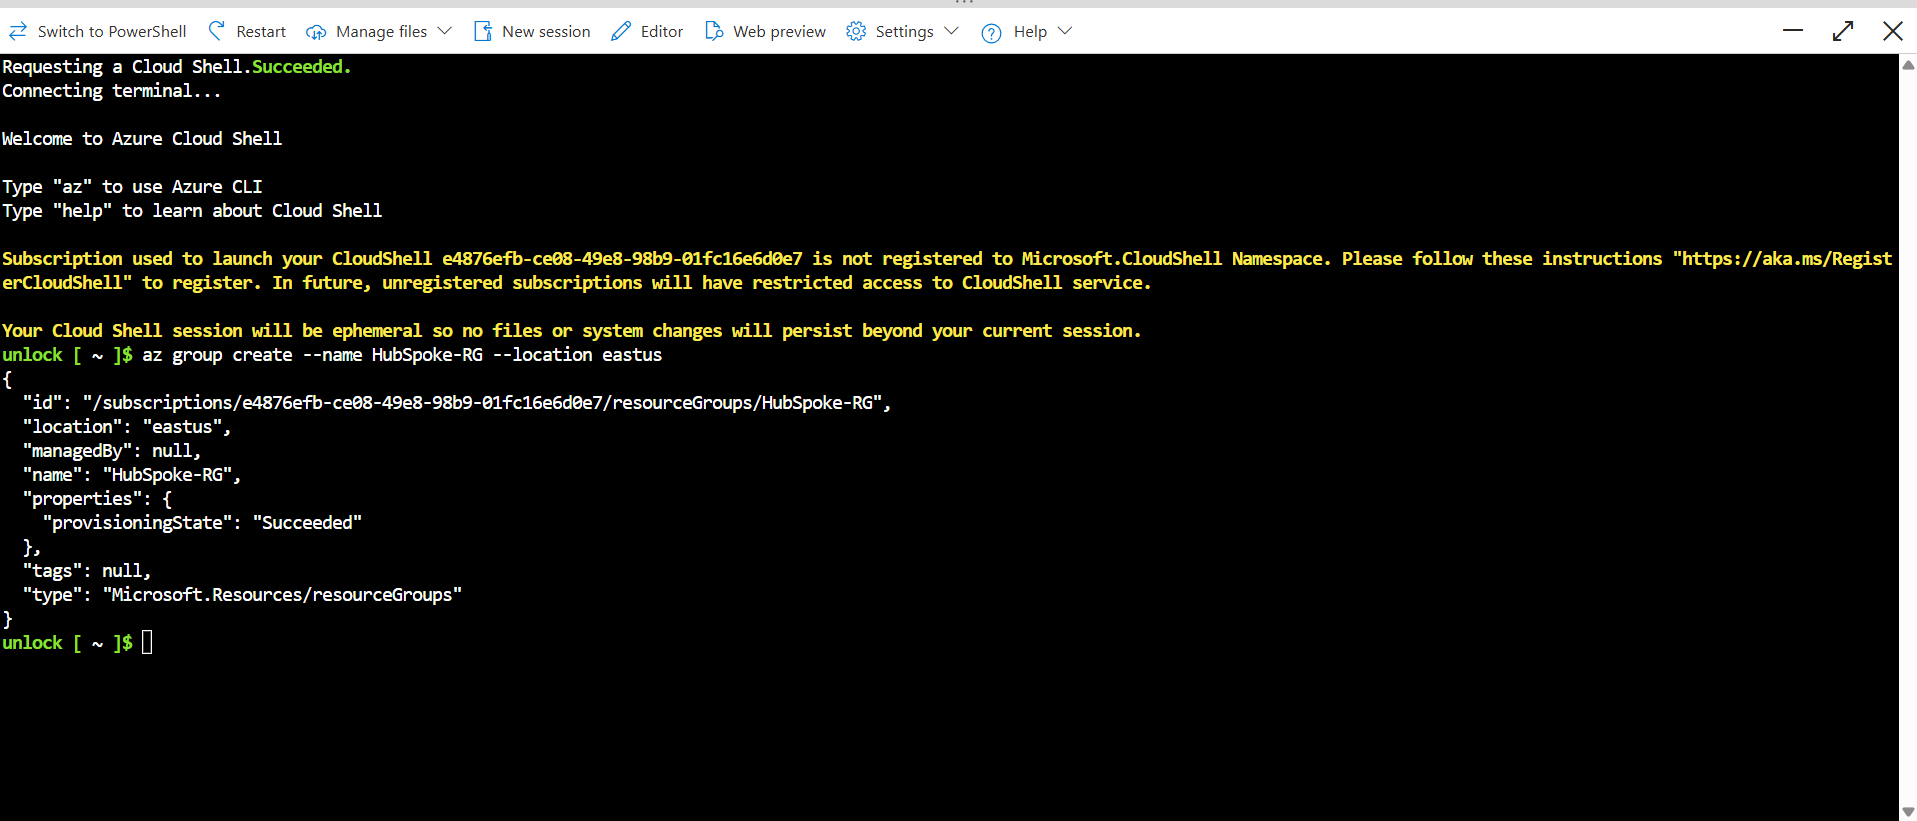 Switch to PowerShell Restart Manage files New session Editor Web preview Settings Help
Requesting a Cloud Shell.Succeeded.
Connecting terminal...
Welcome to Azure Cloud Shell
Type "az" to use Azure CLI
Type "help" to learn about Cloud Shell
Subscription used to launch your CloudShell e4876efb-ce08-49e8-98b9-01fc16e6d0e7 is not registered to Microsoft.CloudShell Namespace. Please follow these instructions "https://aka.ms/Regist
erCloudShell" to register. In future, unregistered subscriptions will have restricted access to CloudShell service.
Your Cloud Shell session will be ephemeral so no files or system changes will persist beyond your current session.
unlock [ ~ ]$ az group create --name HubSpoke-RG --location eastus
{
  "id": "/subscriptions/e4876efb-ce08-49e8-98b9-01fc16e6d0e7/resourceGroups/HubSpoke-RG",
  "location": "eastus",
  "managedBy": null,
  "name": "HubSpoke-RG",
  "properties": {
    "provisioningState": "Succeeded"
  },
  "tags": null,
  "type": "Microsoft.Resources/resourceGroups"
}
unlock [ ~ ]$